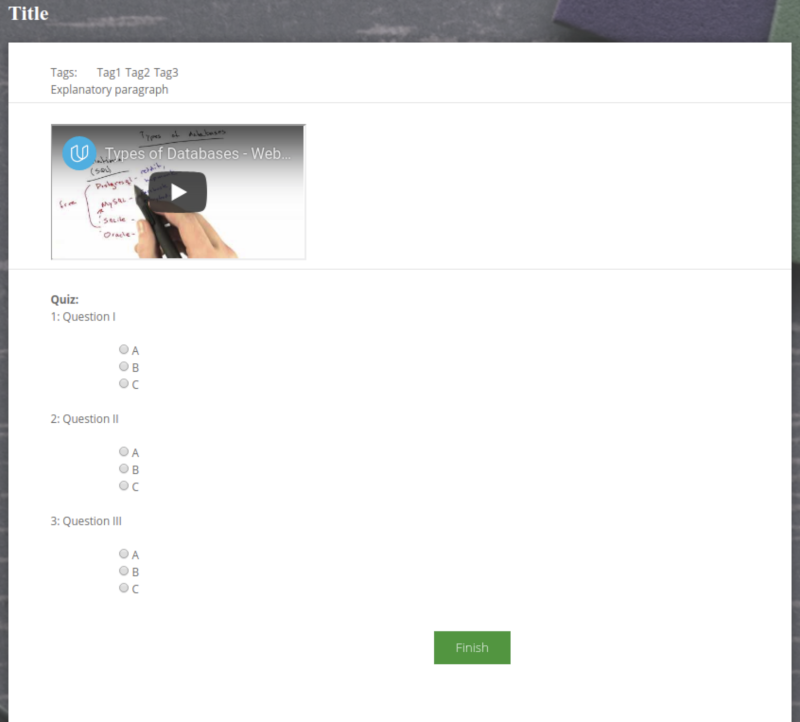 Title
Tags: Tag1 Tag2 Tag3
Explanatory paragraph
Types of Databases
Types of Databases - Web...
(SQL)
Postgresql -
MySQL -
Sqlite -
Oracle -
Quiz:
1: Question I
A
B
C
2: Question II
A
B
C
3: Question III
A
B
C
Finish